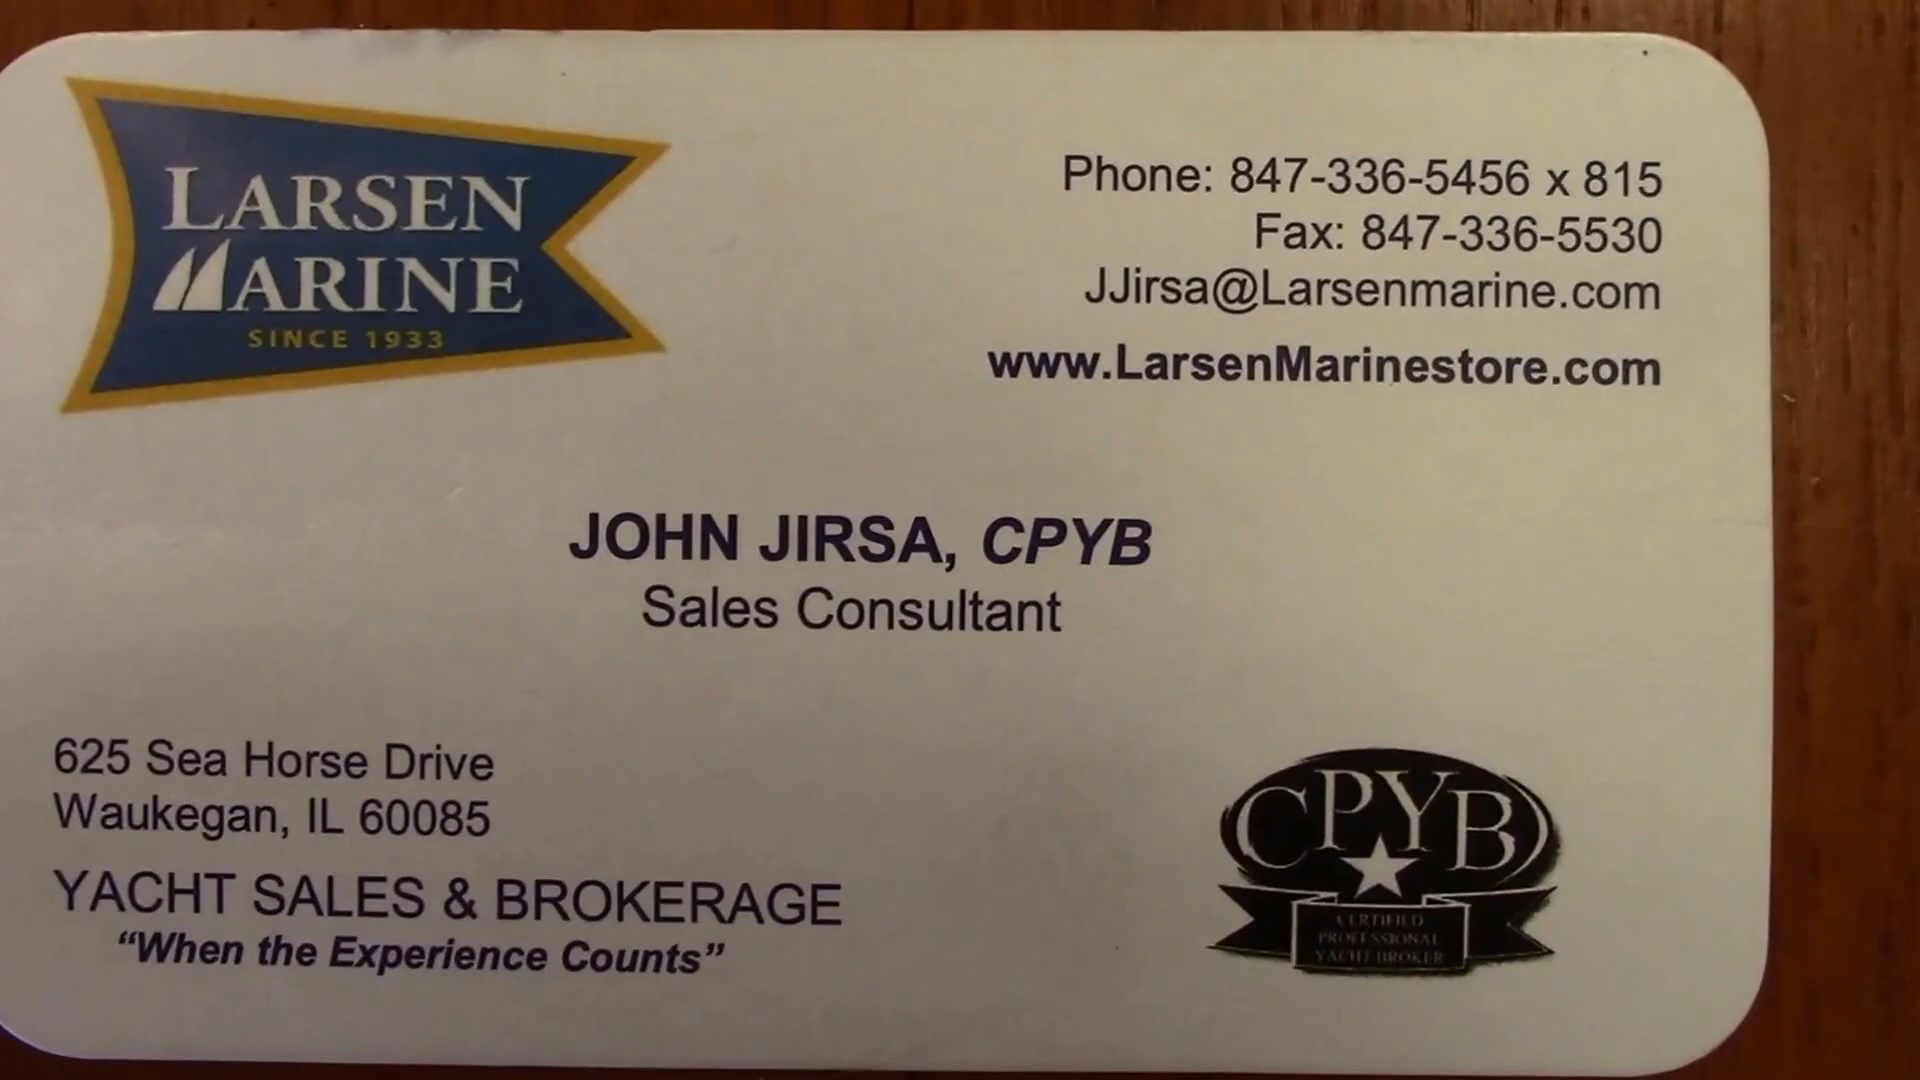 LARSEN
MARINE
SINCE 1933
Phone: 847-336-5456 x 815
Fax: 847-336-5530
JJirsa@Larsenmarine.com
www.LarsenMarinestore.com
JOHN JIRSA, CPYB
Sales Consultant
625 Sea Horse Drive
Waukegan, IL 60085
YACHT SALES & BROKERAGE
“When the Experience Counts”
CPYB
CERTIFIED
PROFESSIONAL
YACHT BROKER